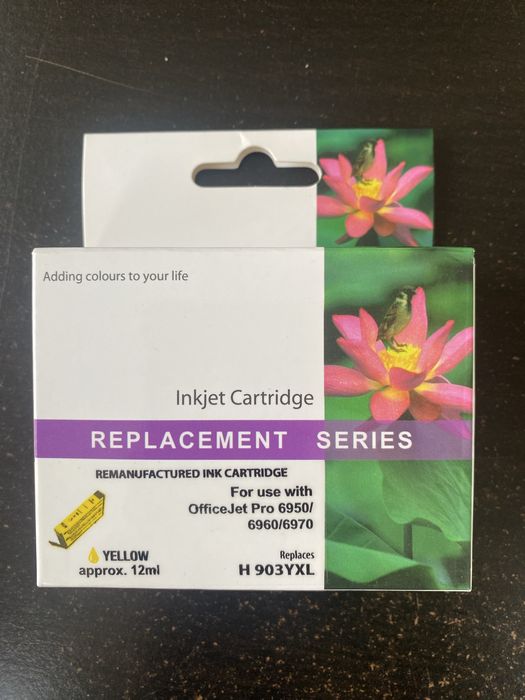 Adding colours to your life
Inkjet Cartridge
REPLACEMENT SERIES
REMANUFACTURED INK CARTRIDGE
For use with
OfficeJet Pro 6950/
6960/6970
YELLOW
approx. 12ml
Replaces
H 903YXL